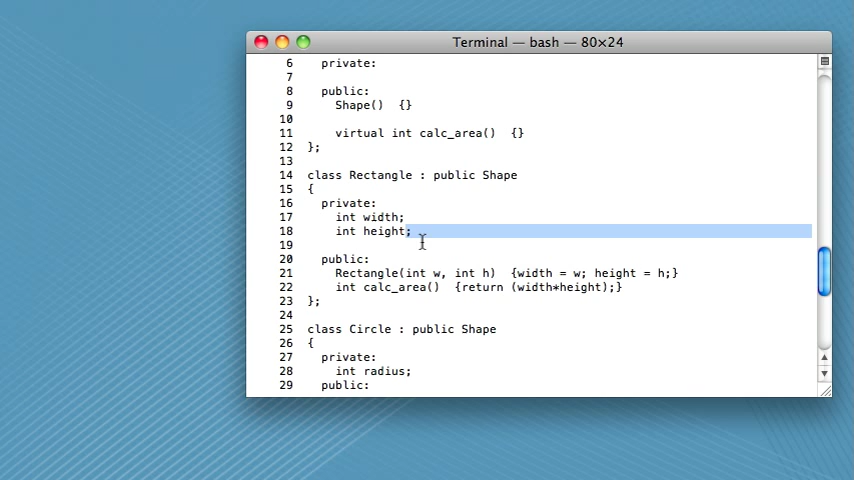 Terminal — bash — 80×24
6    private:
7
8    public:
9      Shape()  {}
10
11      virtual int calc_area()  {}
12  };
13
14  class Rectangle : public Shape
15  {
16    private:
17      int width;
18      int height;
19
20    public:
21      Rectangle(int w, int h)  {width = w; height = h;}
22      int calc_area()  {return (width*height);}
23  };
24
25  class Circle : public Shape
26  {
27    private:
28      int radius;
29    public: